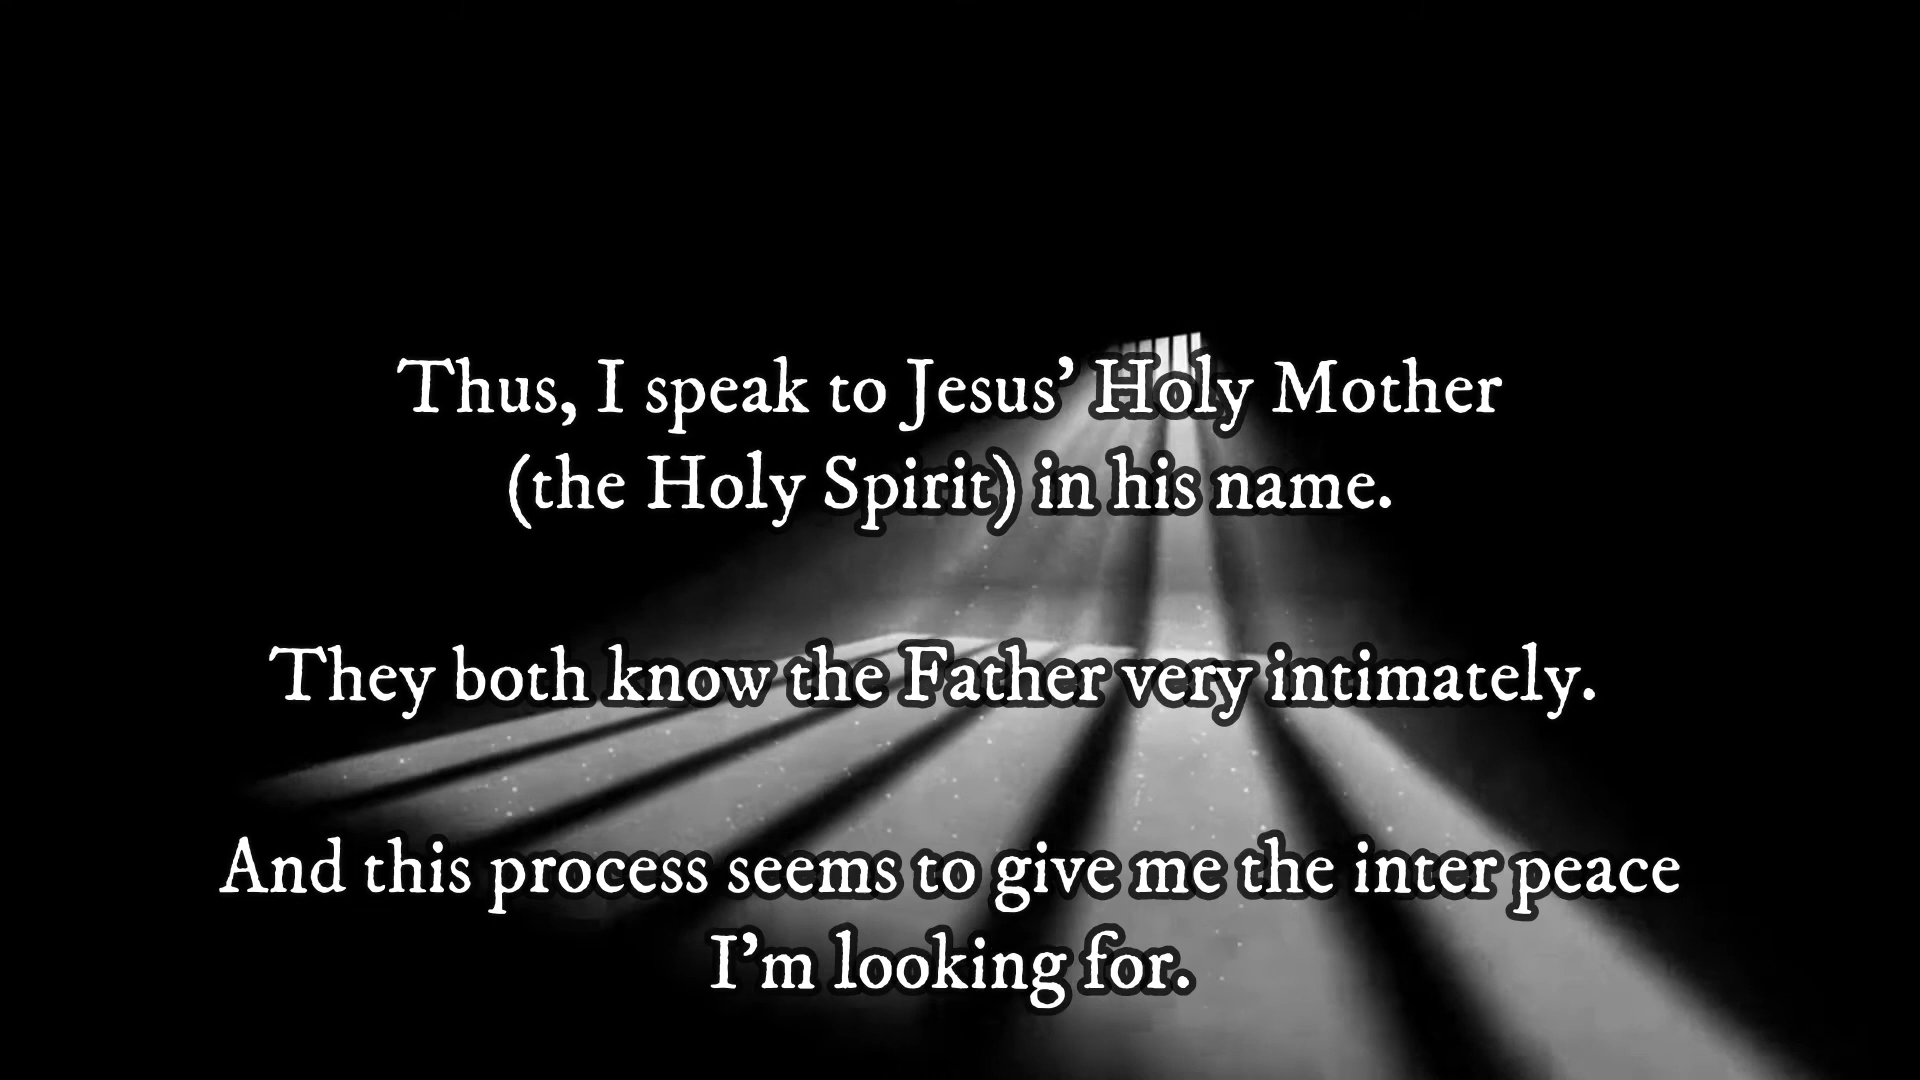 Thus, I speak to Jesus’ Holy Mother
(the Holy Spirit) in his name.
They both know the Father very intimately.
And this process seems to give me the inter peace
I’m looking for.